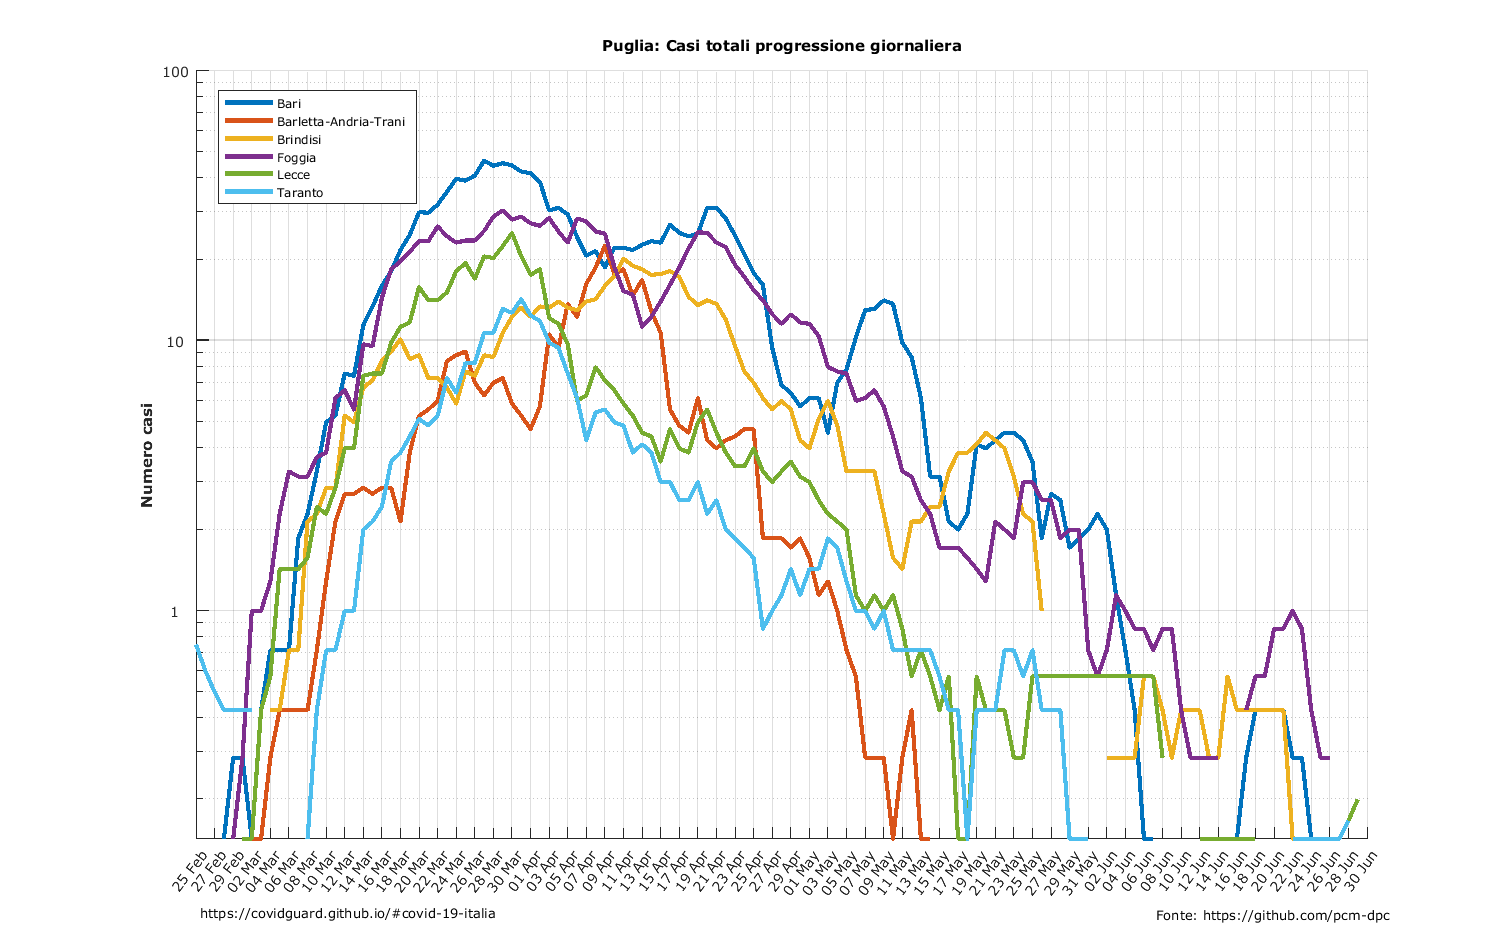 Puglia: Casi totali progressione giornaliera
100
10
1
Numero casi
Bari
Barletta-Andria-Trani
Brindisi
Foggia
Lecce
Taranto
25 Feb
27 Feb
29 Feb
02 Mar
04 Mar
06 Mar
08 Mar
10 Mar
12 Mar
14 Mar
16 Mar
18 Mar
20 Mar
22 Mar
24 Mar
26 Mar
28 Mar
30 Mar
01 Apr
03 Apr
05 Apr
07 Apr
09 Apr
11 Apr
13 Apr
15 Apr
17 Apr
19 Apr
21 Apr
23 Apr
25 Apr
27 Apr
29 Apr
01 May
03 May
05 May
07 May
09 May
11 May
13 May
15 May
17 May
19 May
21 May
23 May
25 May
27 May
29 May
31 May
02 Jun
04 Jun
06 Jun
08 Jun
10 Jun
12 Jun
14 Jun
16 Jun
18 Jun
20 Jun
22 Jun
24 Jun
26 Jun
28 Jun
30 Jun
https://covidguard.github.io/#covid-19-italia
Fonte: https://github.com/pcm-dpc